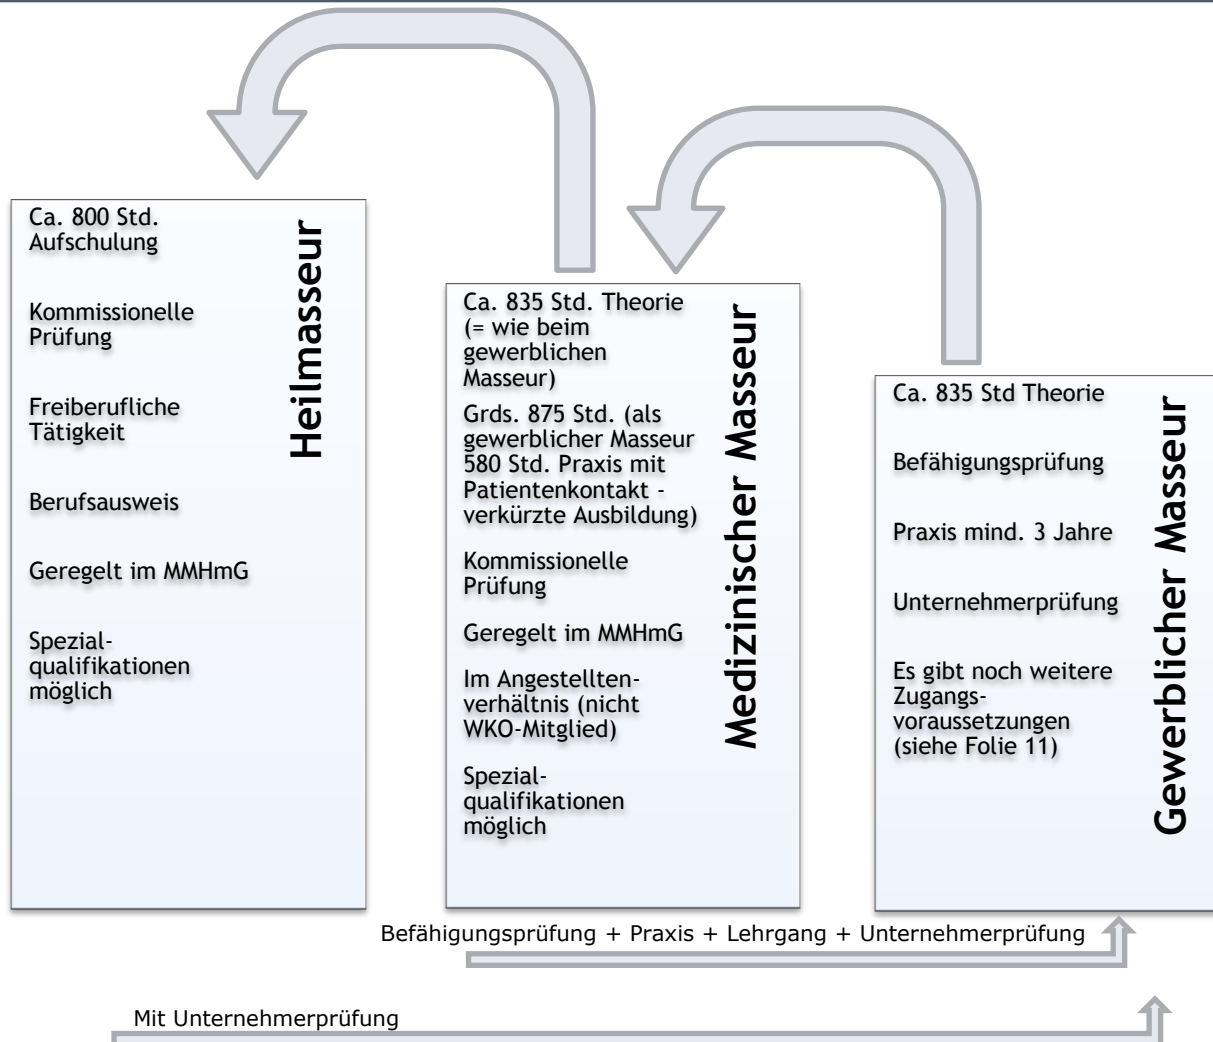 Ca. 800 Std.
Aufschulung
Kommissionelle
Prüfung
Freiberufliche
Tätigkeit
Berufsausweis
Geregelt im MMHmG
Spezial-
qualifikationen
möglich
Heilmasseur
Ca. 835 Std. Theorie
(= wie beim
gewerblichen
Masseur)
Grds. 875 Std. (als
gewerblicher Masseur
580 Std. Praxis mit
Patientenkontakt -
verkürzte Ausbildung)
Kommissionelle
Prüfung
Geregelt im MMHmG
Im Angestellten-
verhältnis (nicht
WKO-Mitglied)
Spezial-
qualifikationen
möglich
Medizinischer Masseur
Ca. 835 Std Theorie
Befähigungsprüfung
Praxis mind. 3 Jahre
Unternehmerprüfung
Es gibt noch weitere
Zugangs-
voraussetzungen
(siehe Folie 11)
Gewerblicher Masseur
Befähigungsprüfung + Praxis + Lehrgang + Unternehmerprüfung
Mit Unternehmerprüfung